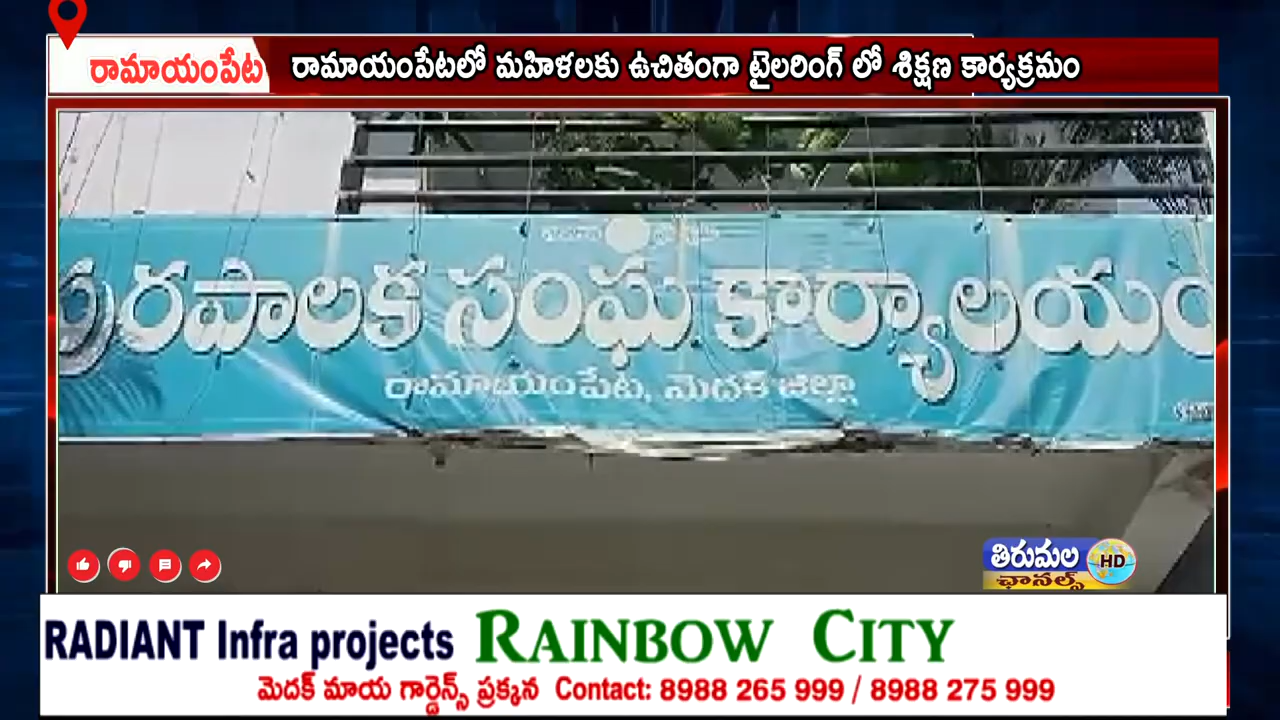 రామాయంపేట
రామాయంపేటలో మహిళలకు ఉచితంగా టైలరింగ్ లో శిక్షణ కార్యక్రమం
పురపాలక సంఘ కార్యాలయం
రామాయంపేట, మెదక్ జిల్లా
తిరుమల
ఛానల్స్
HD
RADIANT Infra projects RAINBOW CITY
మెదక్ మాయ గార్డెన్స్ ప్రక్కన Contact: 8988 265 999 / 8988 275 999